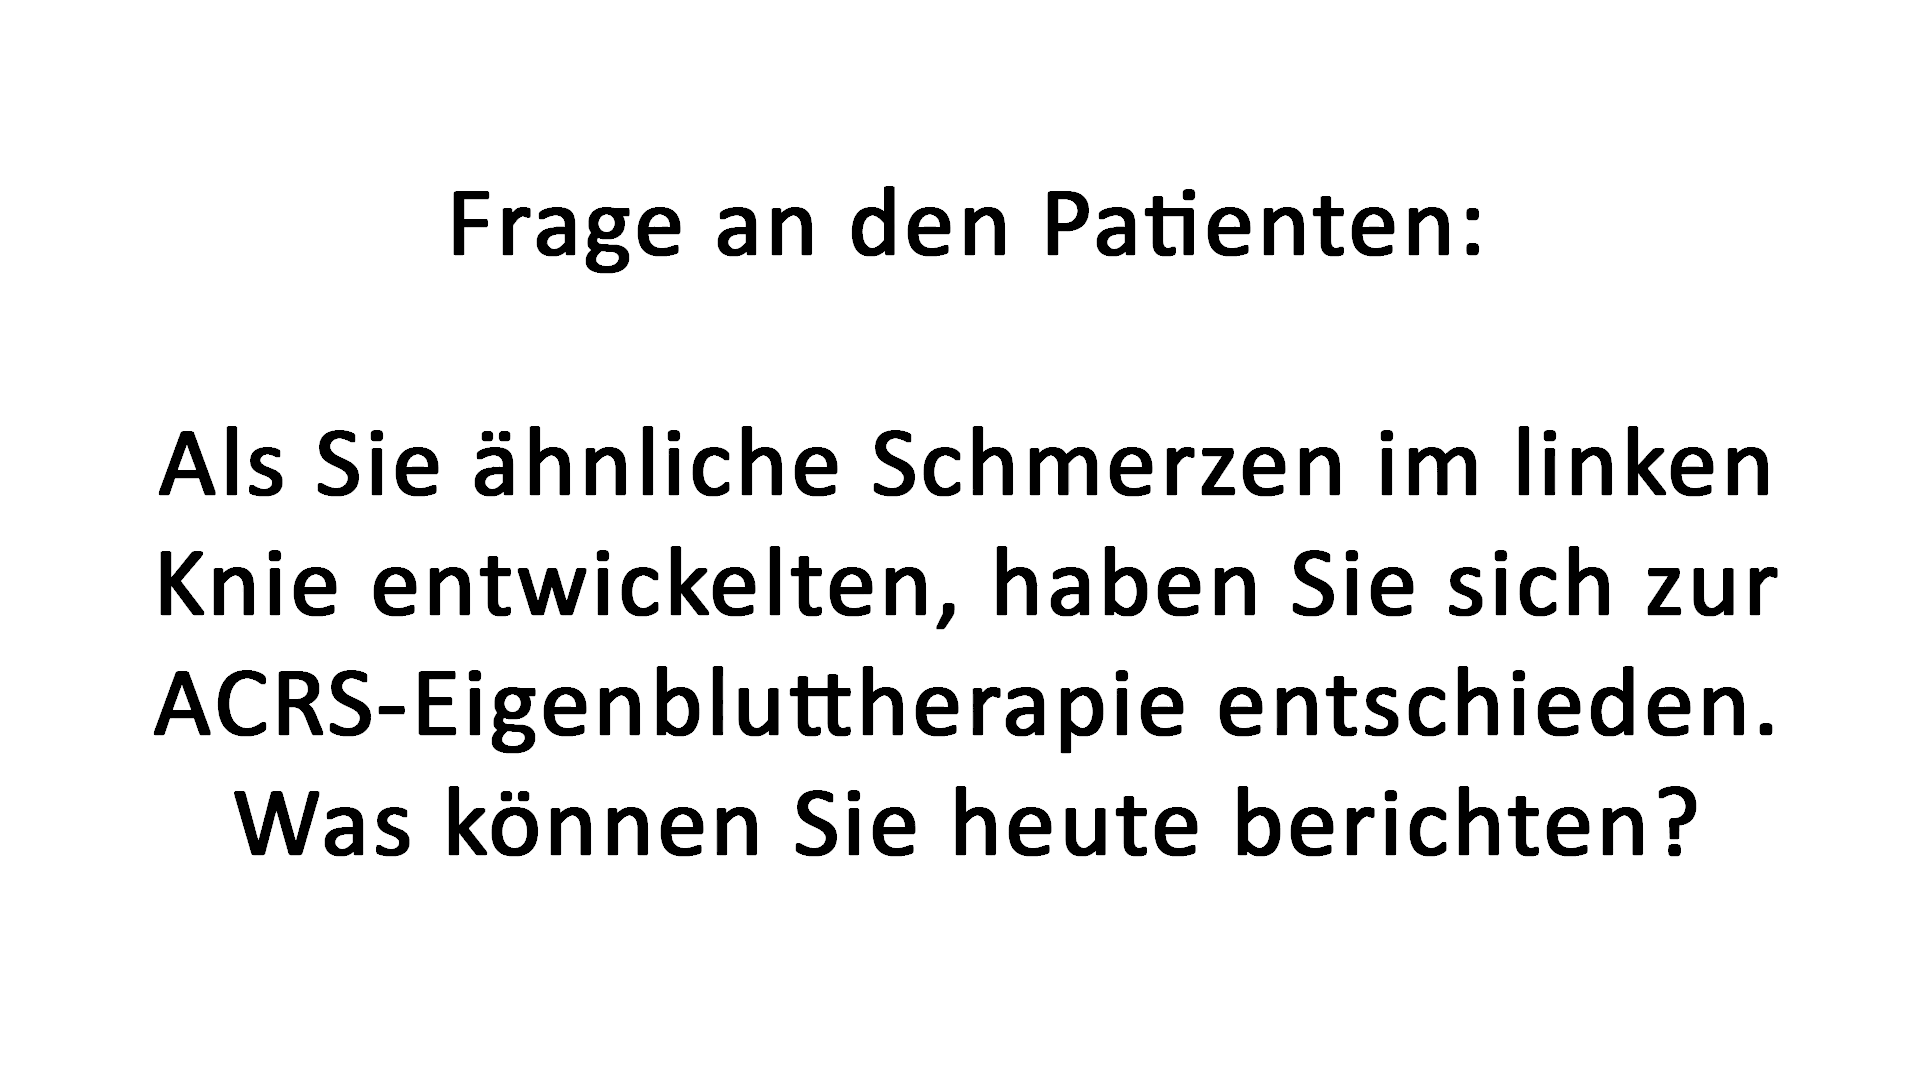 Frage an den Patienten:
Als Sie ähnliche Schmerzen im linken
Knie entwickelten, haben Sie sich zur
ACRS-Eigenbluttherapie entschieden.
Was können Sie heute berichten?